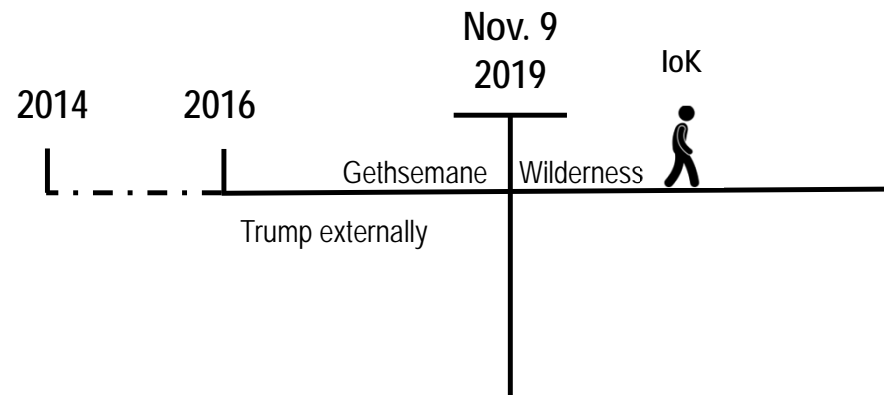 Nov. 9
2019
IoK
2014
2016
Gethsemane
Wilderness
Trump externally